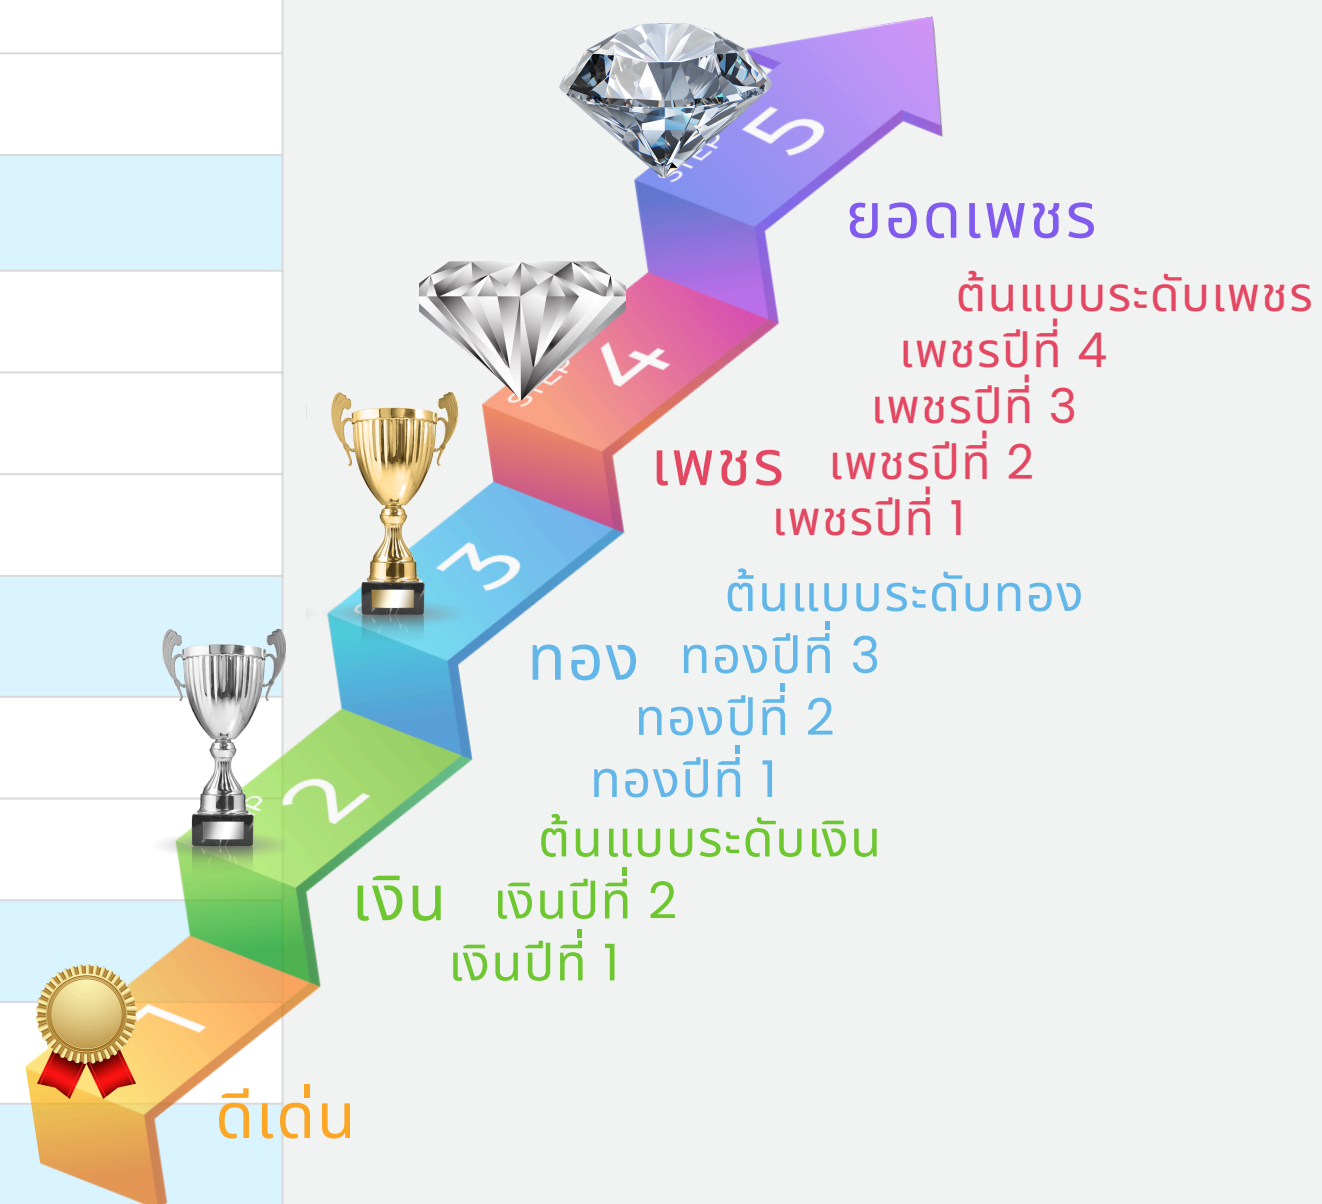 5
STEP
ยอดเพชร
ต้นแบบระดับเพชร
เพชรปีที่ 4
เพชรปีที่ 3
เพชร เพชรปีที่ 2
เพชรปีที่ 1
4
STEP
3
ต้นแบบระดับทอง
ทอง ทองปีที่ 3
ทองปีที่ 2
ทองปีที่ 1
2
ต้นแบบระดับเงิน
เงิน เงินปีที่ 2
เงินปีที่ 1
1
ดีเด่น